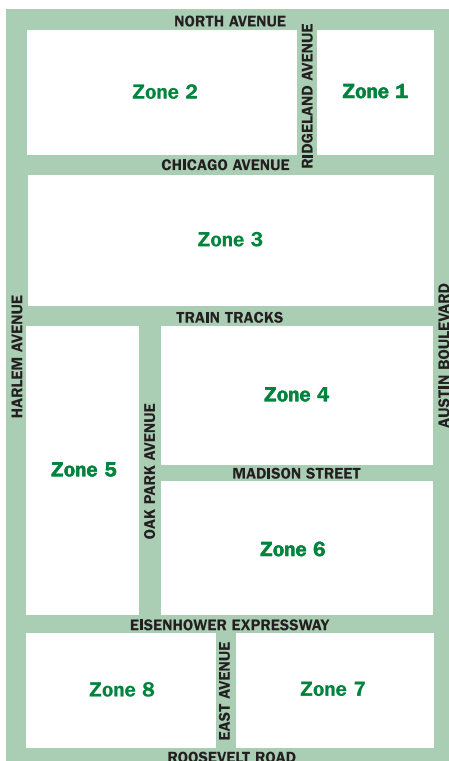 NORTH AVENUE
Zone 2
RIDGELAND AVENUE
Zone 1
CHICAGO AVENUE
Zone 3
HARLEM AVENUE
AUSTIN BOULEVARD
TRAIN TRACKS
Zone 4
OAK PARK AVENUE
Zone 5
MADISON STREET
Zone 6
EISENHOWER EXPRESSWAY
Zone 8
EAST AVENUE
Zone 7
ROOSEVELT ROAD